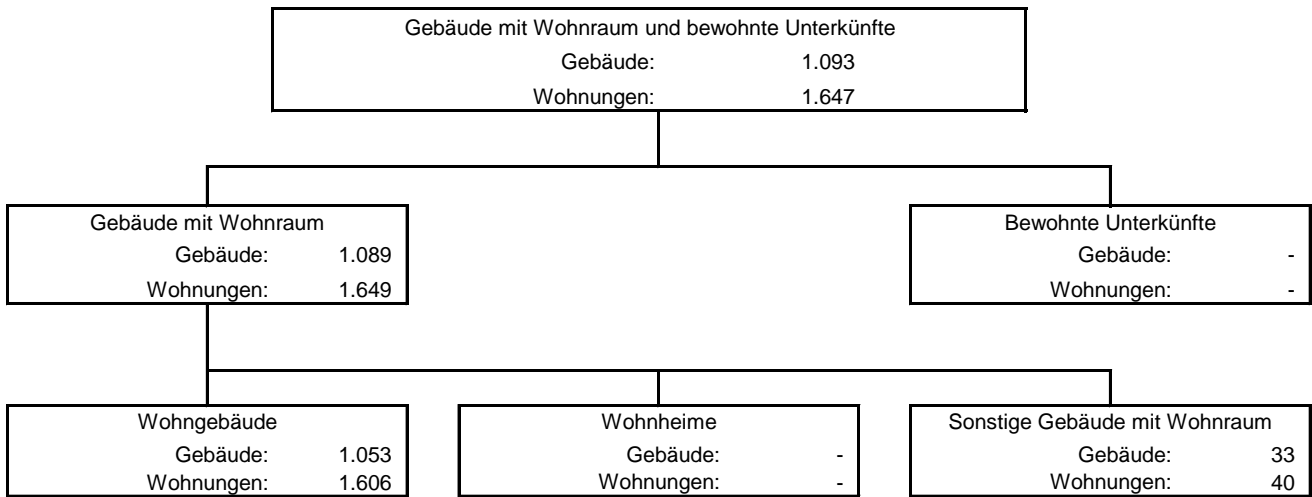 Gebäude mit Wohnraum und bewohnte Unterkünfte
Gebäude: 1.093
Wohnungen: 1.647
Gebäude mit Wohnraum
Gebäude: 1.089
Wohnungen: 1.649
Bewohnte Unterkünfte
Gebäude: -
Wohnungen: -
Wohngebäude
Gebäude: 1.053
Wohnungen: 1.606
Wohnheime
Gebäude: -
Wohnungen: -
Sonstige Gebäude mit Wohnraum
Gebäude: 33
Wohnungen: 40